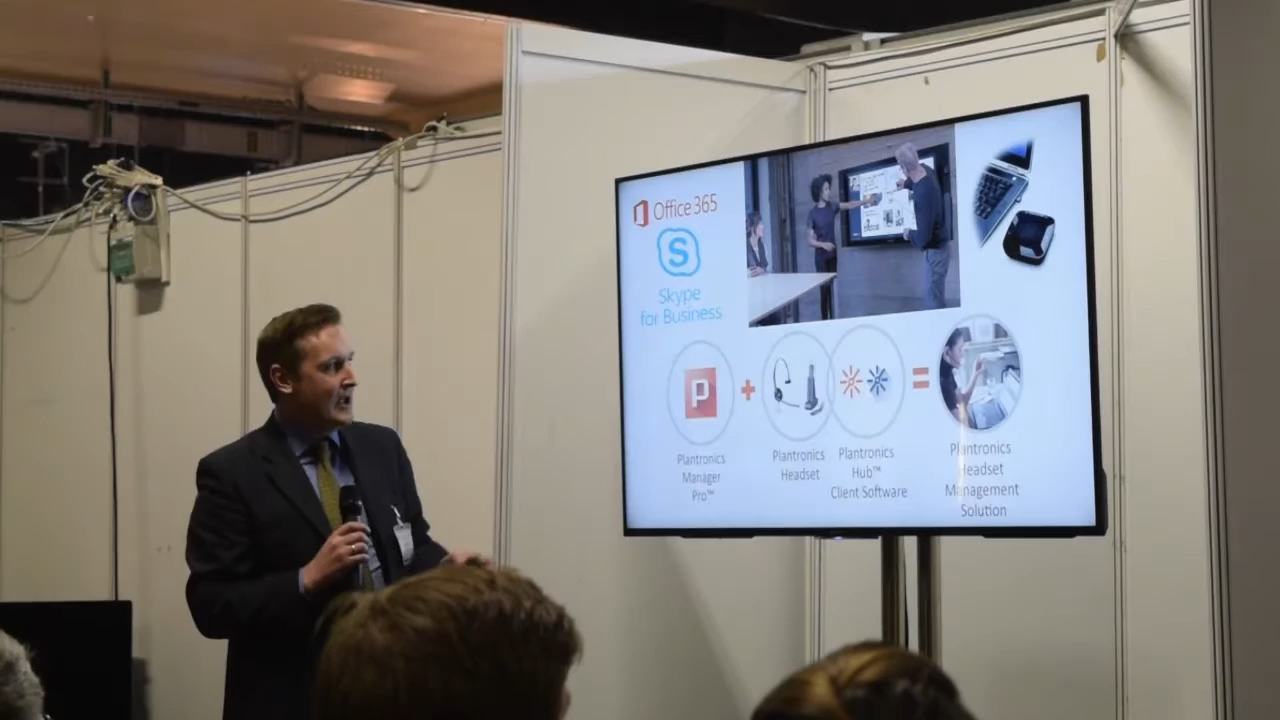 Office 365
S
Skype
for Business
P
+
=
Plantronics
Manager
Pro™
Plantronics
Headset
Plantronics
Hub™
Client Software
Plantronics
Headset
Management
Solution